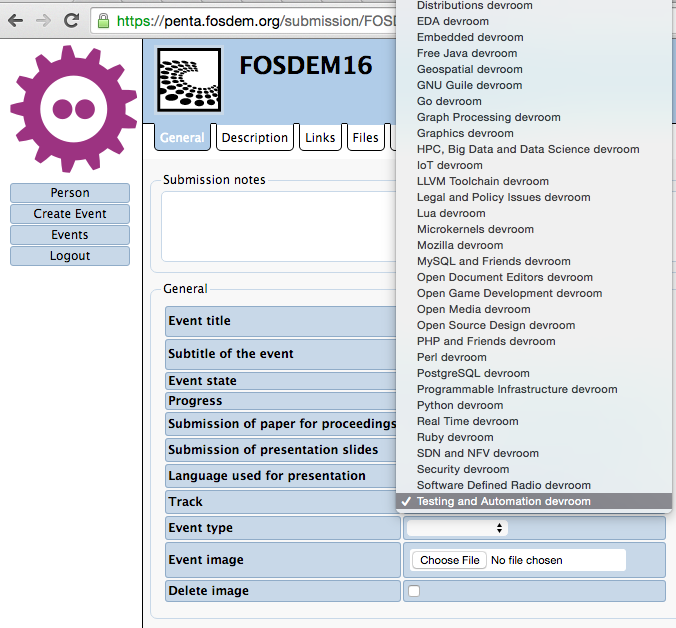 Distributions devroom
https://penta.fosdem.org/submission/FOSD
EDA devroom
Embedded devroom
Free Java devroom
Geospatial devroom
GNU Guile devroom
Go devroom
Graph Processing devroom
Graphics devroom
HPC, Big Data and Data Science devroom
IoT devroom
LLVM Toolchain devroom
Legal and Policy Issues devroom
Lua devroom
Microkernels devroom
Mozilla devroom
MySQL and Friends devroom
Open Document Editors devroom
Open Game Development devroom
Open Media devroom
Open Source Design devroom
PHP and Friends devroom
Perl devroom
PostgreSQL devroom
Programmable Infrastructure devroom
Python devroom
Real Time devroom
Ruby devroom
SDN and NFV devroom
Security devroom
Software Defined Radio devroom
✓ Testing and Automation devroom
FOSDEM16
General Description Links Files
Person
Create Event
Events
Logout
Submission notes
General
Event title
Subtitle of the event
Event state
Progress
Submission of paper for proceedings
Submission of presentation slides
Language used for presentation
Track
Event type
Event image Choose File No file chosen
Delete image